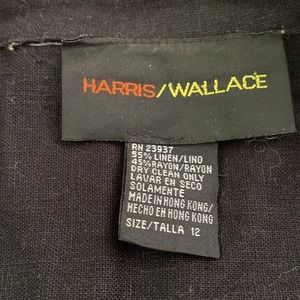 HARRIS/WALLACE
RN 23937
55% LINEN/LINO
45% RAYON/RAYON
DRY CLEAN ONLY
LAVAR EN SECO
SOLAMENTE
MADE IN HONG KONG/
HECHO EN HONG KONG
SIZE/TALLA 12